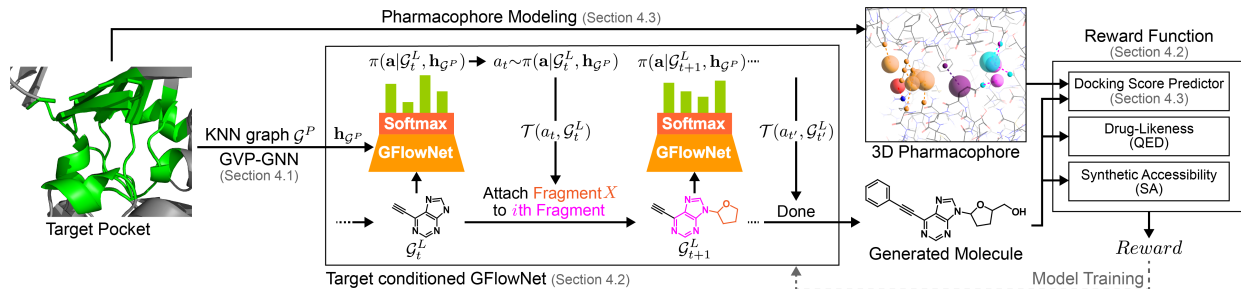 Pharmacophore Modeling (Section 4.3)
Target Pocket
KNN graph 𝒢^P
GVP-GNN
(Section 4.1)
h_{𝒢^P}
π(a|𝒢_t^L, h_{𝒢^P}) → a_t∼π(a|𝒢_t^L, h_{𝒢^P})
π(a|𝒢_{t+1}^L, h_{𝒢^P})····
Softmax
GFlowNet
𝒯(a_t, 𝒢_t^L)
Softmax
GFlowNet
𝒯(a_{t'}, 𝒢_{t'}^L)
Attach Fragment X
to ith Fragment
Done
N
N
N
N
𝒢_t^L
N
N
N
N
O
𝒢_{t+1}^L
Target conditioned GFlowNet (Section 4.2)
3D Pharmacophore
N
N
N
N
O
OH
Generated Molecule
Reward Function
(Section 4.2)
Docking Score Predictor
(Section 4.3)
Drug-Likeness
(QED)
Synthetic Accessibility
(SA)
Reward
Model Training